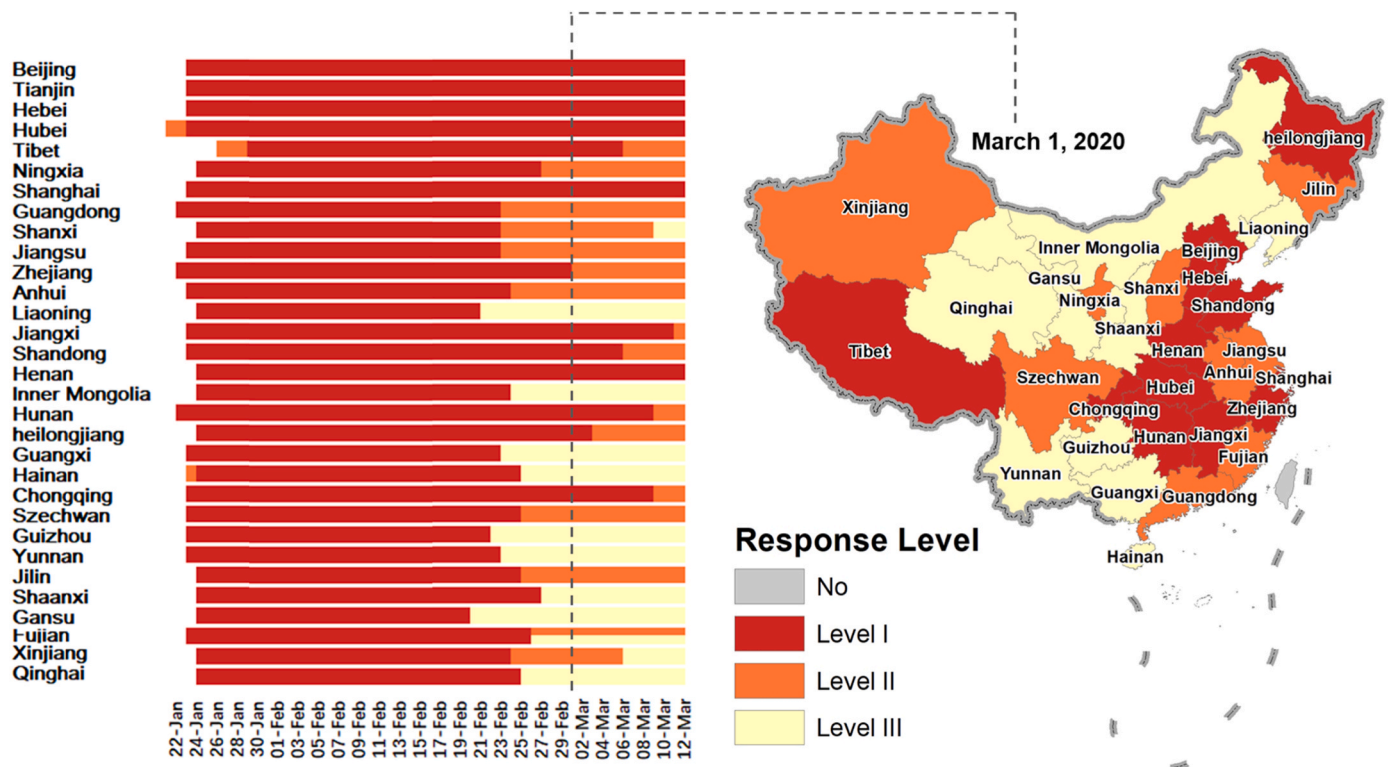 Beijing
Tianjin
Hebei
Hubei
Tibet
Ningxia
Shanghai
Guangdong
Shanxi
Jiangsu
Zhejiang
Anhui
Liaoning
Jiangxi
Shandong
Henan
Inner Mongolia
Hunan
heilongjiang
Guangxi
Hainan
Chongqing
Szechwan
Guizhou
Yunnan
Jilin
Shaanxi
Gansu
Fujian
Xinjiang
Qinghai
22-Jan
24-Jan
26-Jan
28-Jan
30-Jan
01-Feb
03-Feb
05-Feb
07-Feb
09-Feb
11-Feb
13-Feb
15-Feb
17-Feb
19-Feb
21-Feb
23-Feb
25-Feb
27-Feb
29-Feb
02-Mar
04-Mar
06-Mar
08-Mar
10-Mar
12-Mar
March 1, 2020
heilongjiang
Jilin
Xinjiang
Liaoning
Inner Mongolia
Beijing
Gansu
Hebei
Shanxi
Ningxia
Qinghai
Shandong
Shaanxi
Tibet
Henan
Jiangsu
Szechwan
Anhui
Shanghai
Hubei
Chongqing
Zhejiang
Hunan
Jiangxi
Guizhou
Fujian
Yunnan
Guangxi
Guangdong
Hainan
Response Level
No
Level I
Level II
Level III